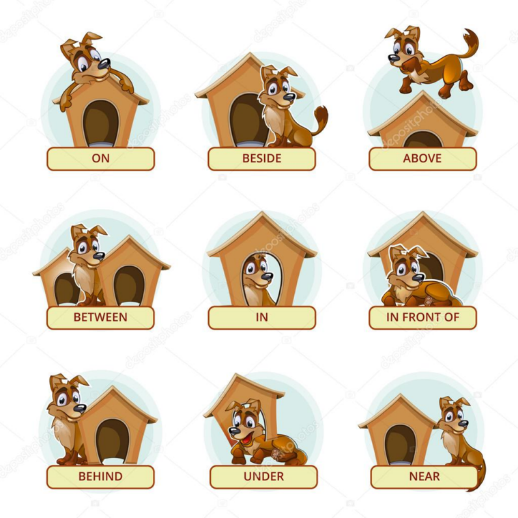 ON
BESIDE
ABOVE
BETWEEN
IN
IN FRONT OF
BEHIND
UNDER
NEAR